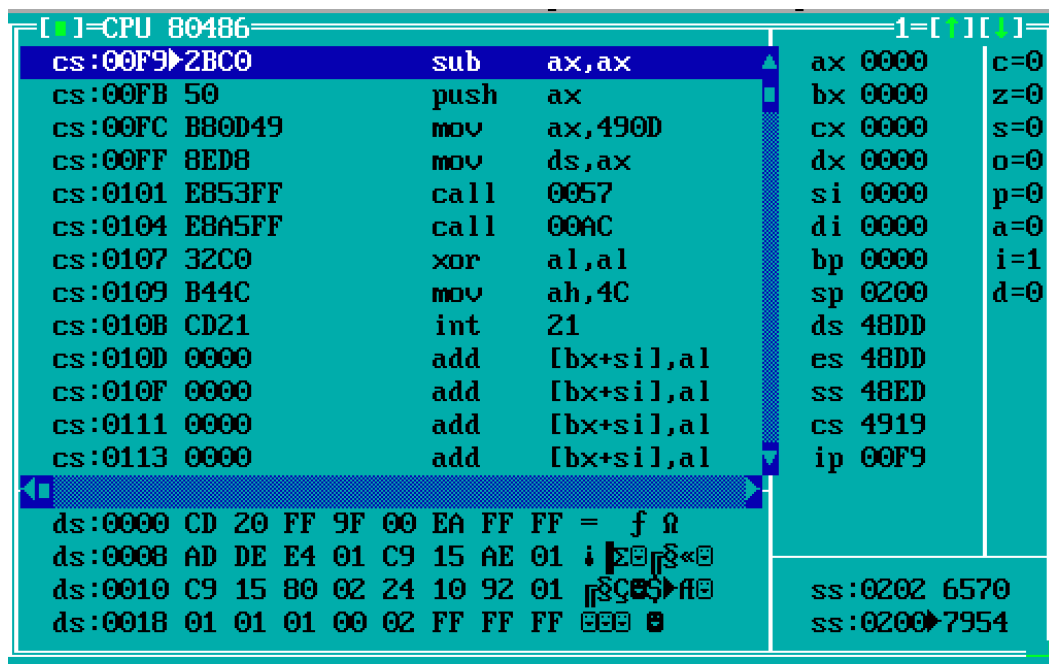 [■]=CPU 80486 1=[↑][↓]
cs:00F9►2BC0 sub ax,ax ax 0000 c=0
cs:00FB 50 push ax bx 0000 z=0
cs:00FC B80D49 mov ax,490D cx 0000 s=0
cs:00FF 8ED8 mov ds,ax dx 0000 o=0
cs:0101 E853FF call 0057 si 0000 p=0
cs:0104 E8A5FF call 00AC di 0000 a=0
cs:0107 32C0 xor al,al bp 0000 i=1
cs:0109 B44C mov ah,4C sp 0200 d=0
cs:010B CD21 int 21 ds 48DD
cs:010D 0000 add [bx+si],al es 48DD
cs:010F 0000 add [bx+si],al ss 48ED
cs:0111 0000 add [bx+si],al cs 4919
cs:0113 0000 add [bx+si],al ip 00F9
ds:0000 CD 20 FF 9F 00 EA FF FF = ƒ Ω
ds:0008 AD DE E4 01 C9 15 AE 01 ¡▐Σ☺╔§«☺
ds:0010 C9 15 80 02 24 10 92 01 ╔§Ç☻$►Æ☺ ss:0202 6570
ds:0018 01 01 01 00 02 FF FF FF ☺☺☺ ☻ ss:0200►7954